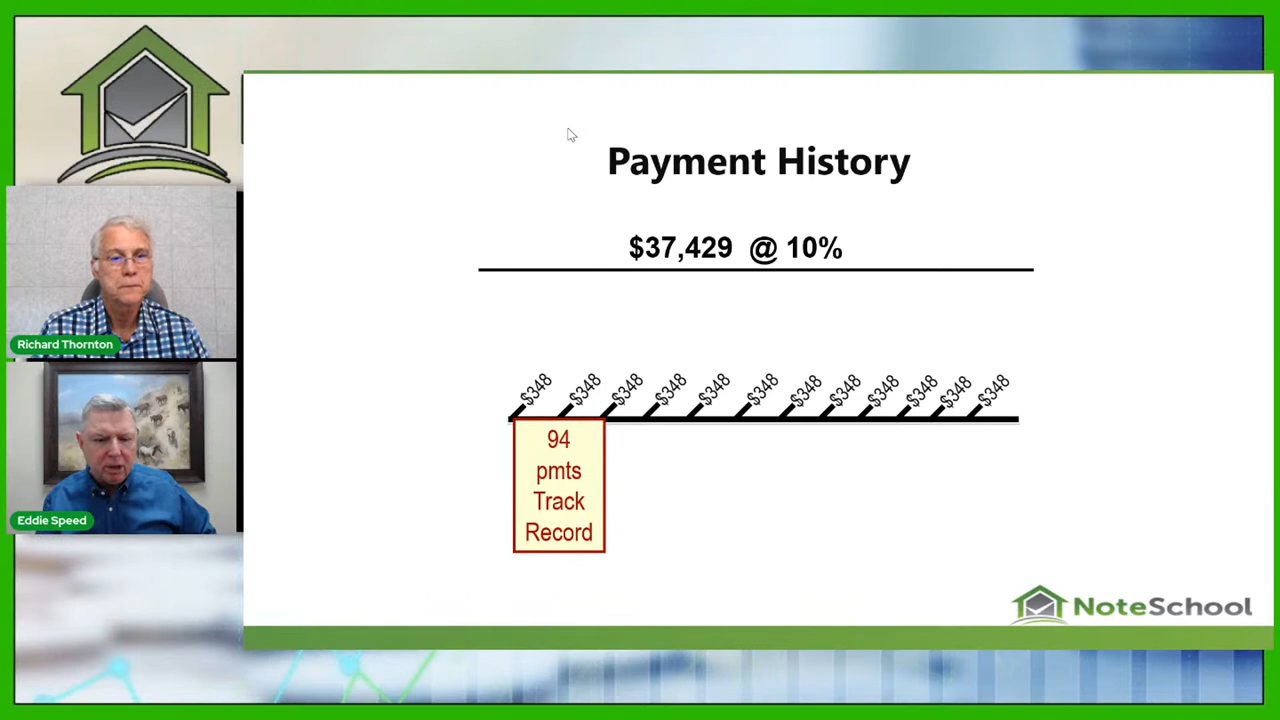 Payment History
$37,429 @ 10%
$348 $348 $348 $348 $348 $348 $348 $348 $348 $348 $348 $348
94
pmts
Track
Record
Richard Thornton
Eddie Speed
NoteSchool